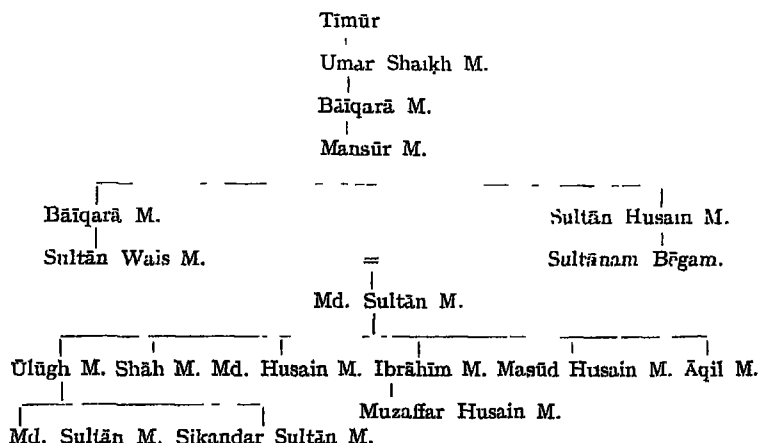 Tīmūr
Umar Shaikh M.
Bāīqarā M.
Mansūr M.
Bāīqarā M. Sultān Husain M.
Sultān Wais M. = Sultānam Bēgam.
Md. Sultān M.
Ūlūgh M. Shāh M. Md. Husain M. Ibrāhīm M. Masūd Husain M. Āqil M.
Muzaffar Husain M.
Md. Sultān M. Sikandar Sultān M.